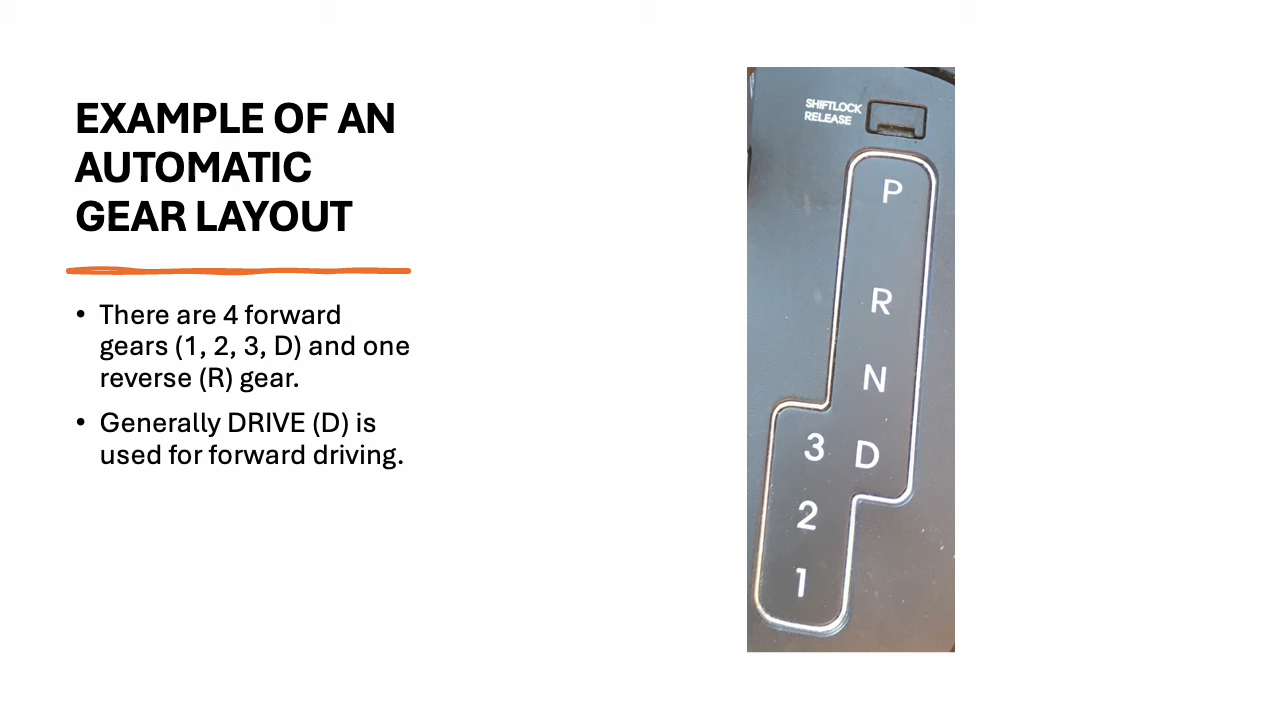 EXAMPLE OF AN
AUTOMATIC
GEAR LAYOUT
• There are 4 forward
gears (1, 2, 3, D) and one
reverse (R) gear.
• Generally DRIVE (D) is
used for forward driving.
SHIFTLOCK
RELEASE
P
R
N
3 D
2
1